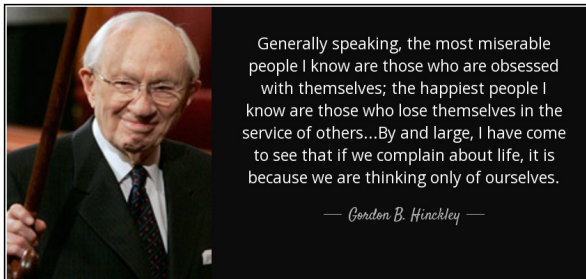 Generally speaking, the most miserable
people I know are those who are obsessed
with themselves; the happiest people I
know are those who lose themselves in the
service of others...By and large, I have come
to see that if we complain about life, it is
because we are thinking only of ourselves.
— Gordon B. Hinckley —